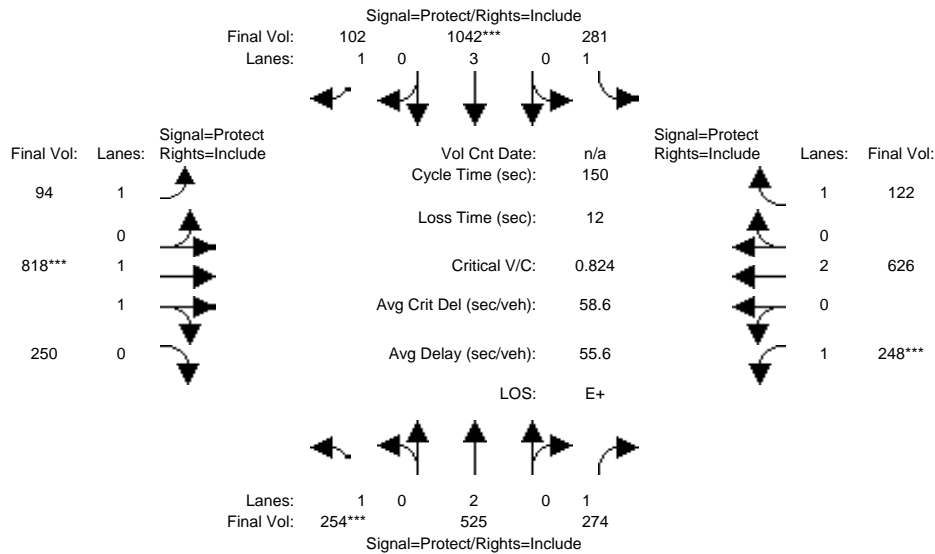 Signal=Protect/Rights=Include
Final Vol: 102 1042*** 281
Lanes: 1 0 3 0 1
Signal=Protect Signal=Protect
Final Vol: Lanes: Rights=Include Vol Cnt Date: n/a Rights=Include Lanes: Final Vol:
Cycle Time (sec): 150
94 1 1 122
Loss Time (sec): 12
0 0
818*** 1 Critical V/C: 0.824 2 626
1 Avg Crit Del (sec/veh): 58.6 0
250 0 Avg Delay (sec/veh): 55.6 1 248***
LOS: E+
Lanes: 1 0 2 0 1
Final Vol: 254*** 525 274
Signal=Protect/Rights=Include